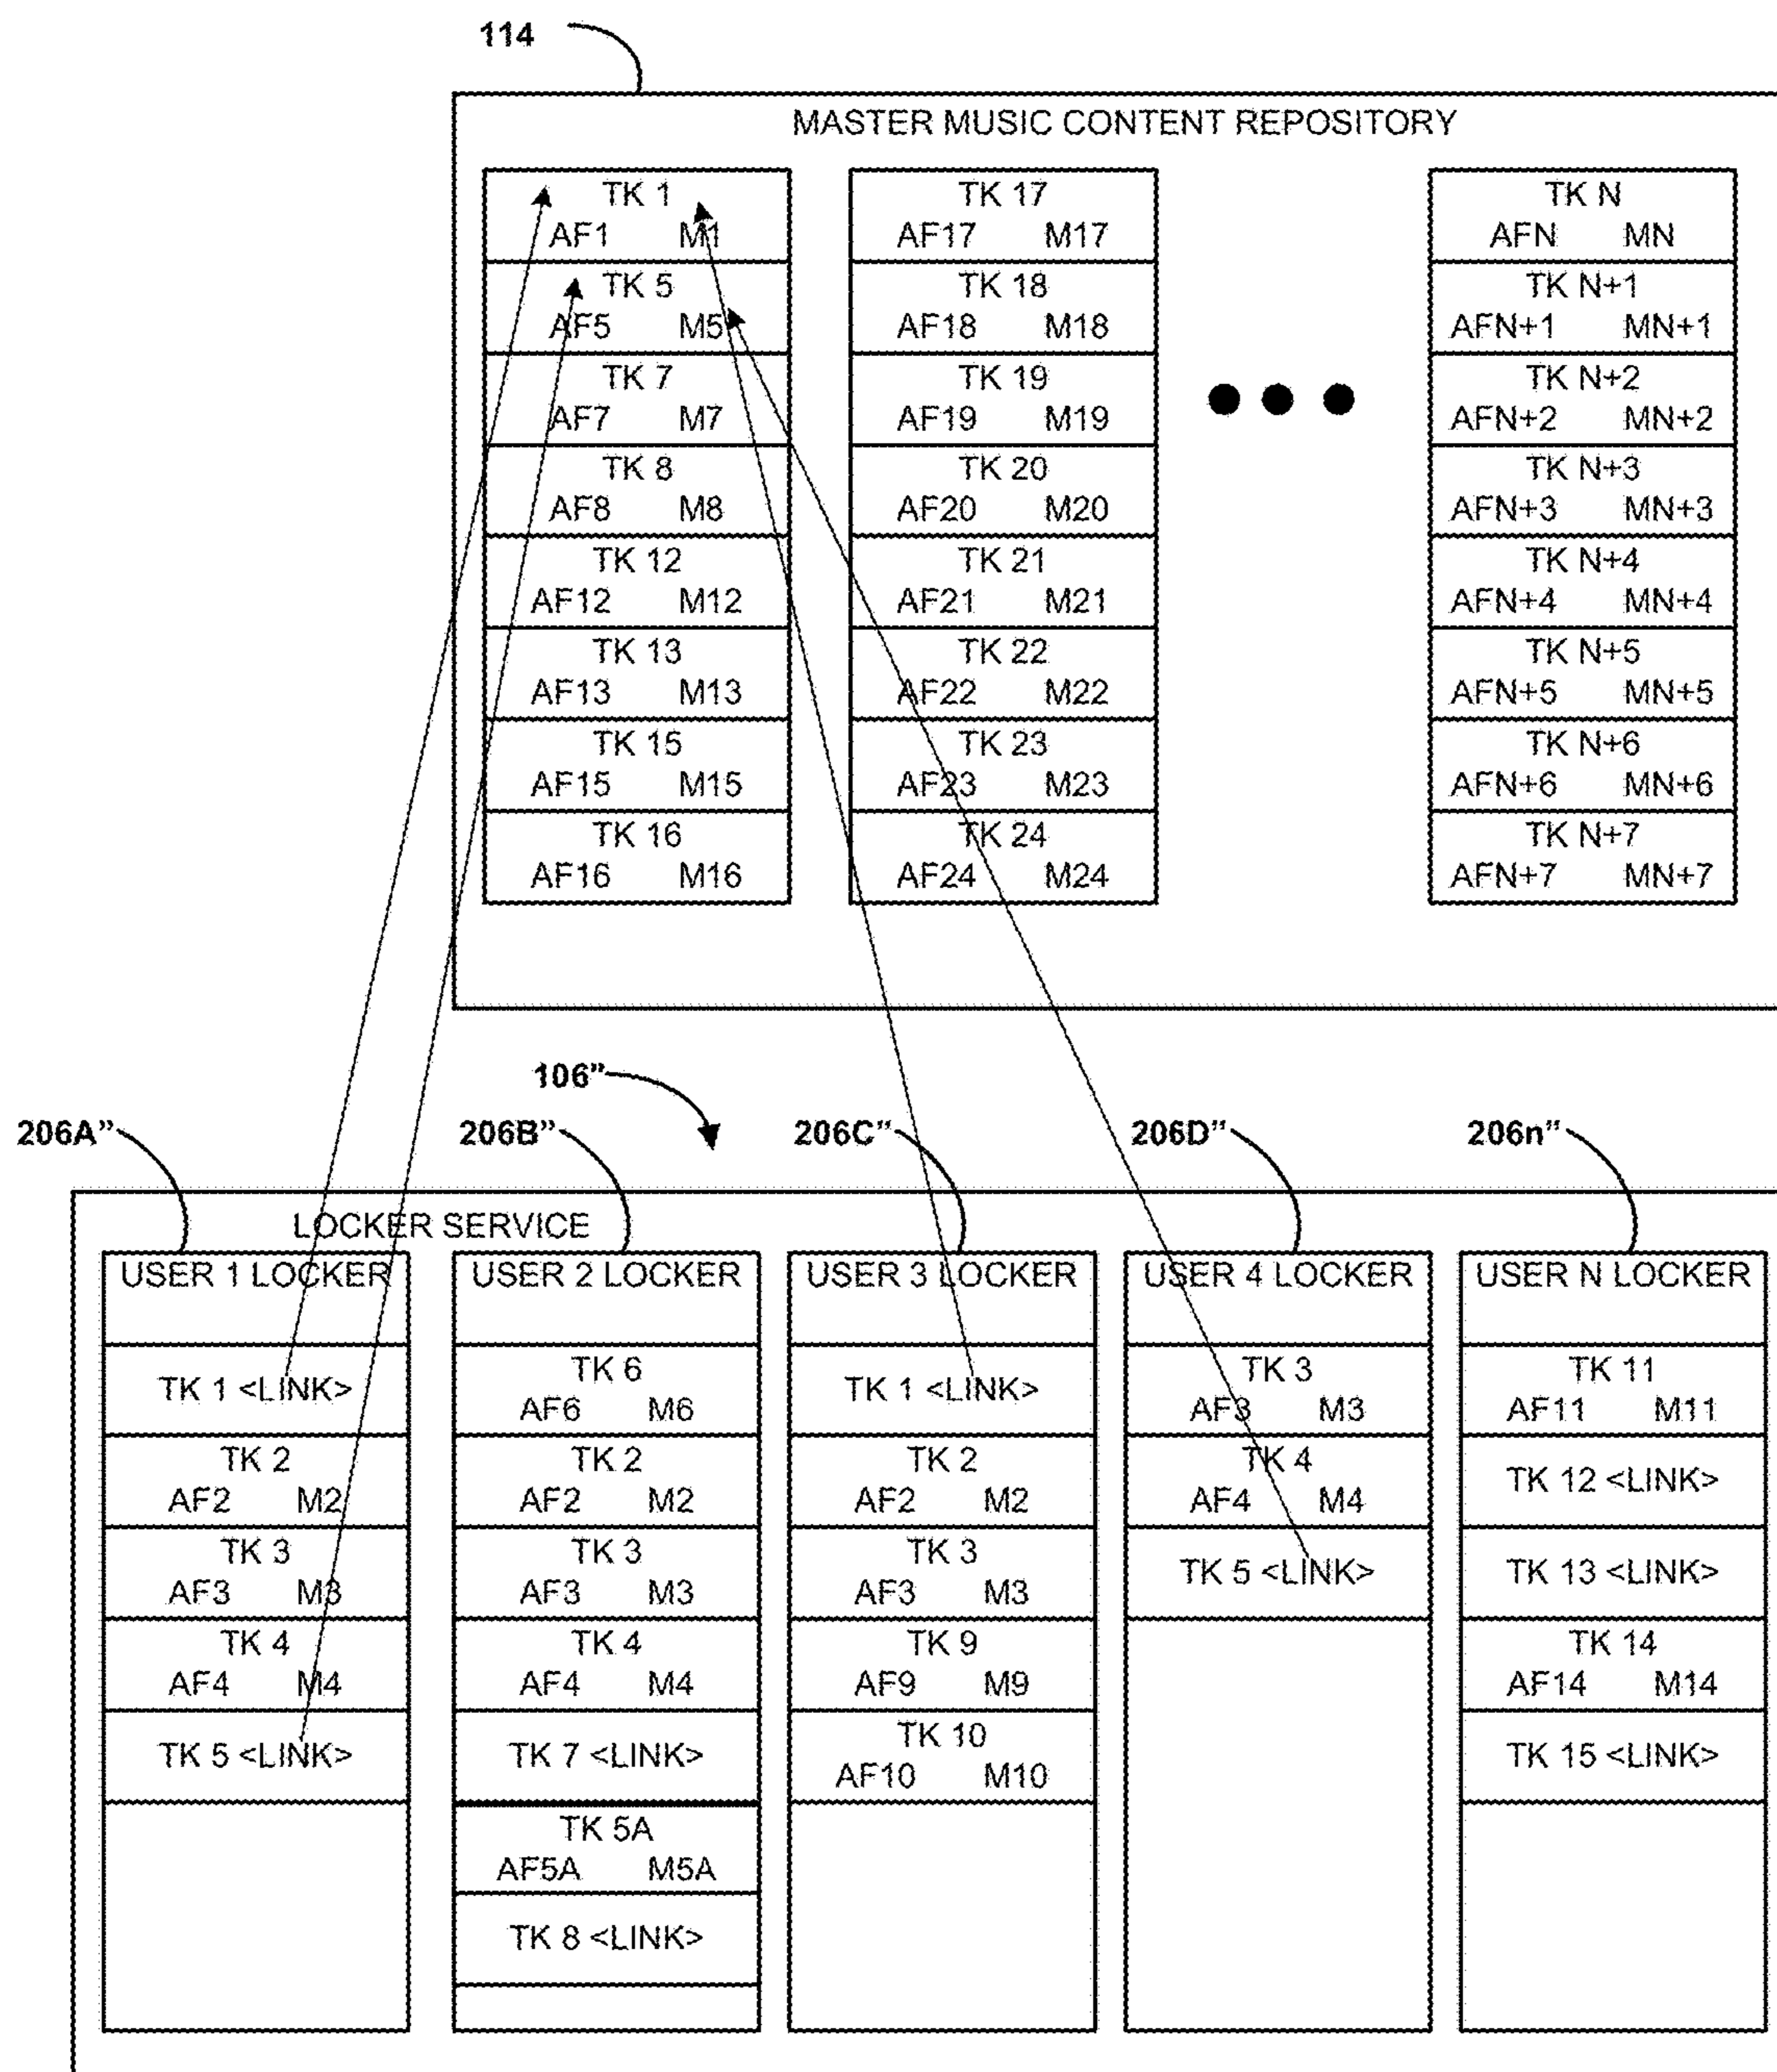 114
MASTER MUSIC CONTENT REPOSITORY
TK 1
AF1 M1
TK 5
AF5 M5
TK 7
AF7 M7
TK 8
AF8 M8
TK 12
AF12 M12
TK 13
AF13 M13
TK 15
AF15 M15
TK 16
AF16 M16
TK 17
AF17 M17
TK 18
AF18 M18
TK 19
AF19 M19
TK 20
AF20 M20
TK 21
AF21 M21
TK 22
AF22 M22
TK 23
AF23 M23
TK 24
AF24 M24
TK N
AFN MN
TK N+1
AFN+1 MN+1
TK N+2
AFN+2 MN+2
TK N+3
AFN+3 MN+3
TK N+4
AFN+4 MN+4
TK N+5
AFN+5 MN+5
TK N+6
AFN+6 MN+6
TK N+7
AFN+7 MN+7
106"
206A" 206B" 206C" 206D" 206n"
LOCKER SERVICE
USER 1 LOCKER
TK 1 <LINK>
TK 2
AF2 M2
TK 3
AF3 M3
TK 4
AF4 M4
TK 5 <LINK>
USER 2 LOCKER
TK 6
AF6 M6
TK 2
AF2 M2
TK 3
AF3 M3
TK 4
AF4 M4
TK 7 <LINK>
TK 5A
AF5A M5A
TK 8 <LINK>
USER 3 LOCKER
TK 1 <LINK>
TK 2
AF2 M2
TK 3
AF3 M3
TK 9
AF9 M9
TK 10
AF10 M10
USER 4 LOCKER
TK 3
AF3 M3
TK 4
AF4 M4
TK 5 <LINK>
USER N LOCKER
TK 11
AF11 M11
TK 12 <LINK>
TK 13 <LINK>
TK 14
AF14 M14
TK 15 <LINK>